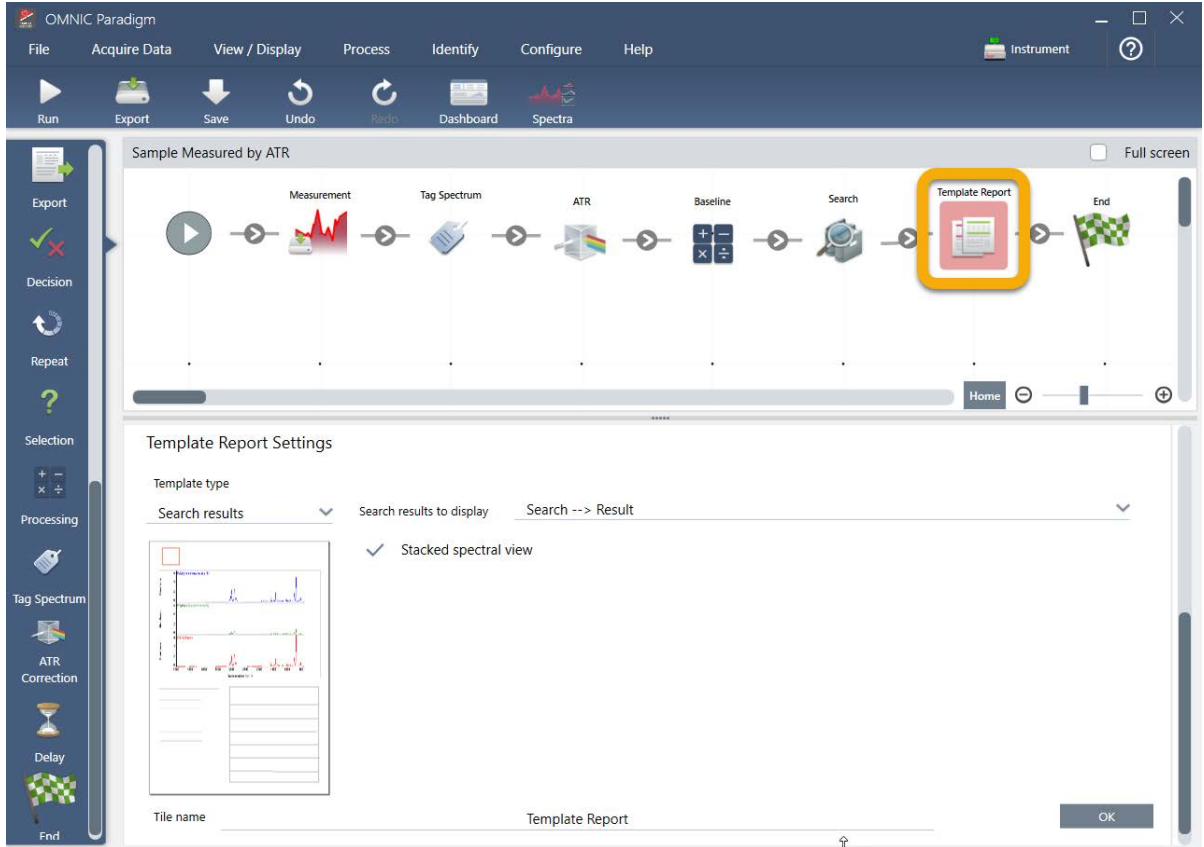 OMNIC Paradigm
File Acquire Data View / Display Process Identify Configure Help Instrument
Run Export Save Undo Redo Dashboard Spectra
Sample Measured by ATR Full screen
Export
Decision
Repeat
Selection
Processing
Tag Spectrum
ATR
Correction
Delay
End
Measurement Tag Spectrum ATR Baseline Search Template Report End
Home
Template Report Settings
Template type
Search results Search results to display Search --> Result
Stacked spectral view
Tile name Template Report OK